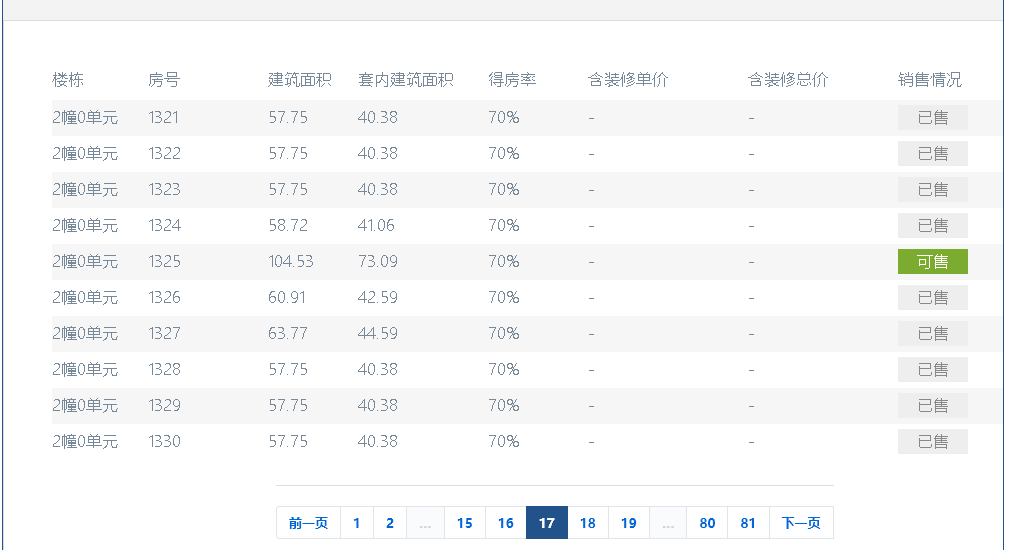 楼栋 房号 建筑面积 套内建筑面积 得房率 含装修单价 含装修总价 销售情况
2幢0单元 1321 57.75 40.38 70% - - 已售
2幢0单元 1322 57.75 40.38 70% - - 已售
2幢0单元 1323 57.75 40.38 70% - - 已售
2幢0单元 1324 58.72 41.06 70% - - 已售
2幢0单元 1325 104.53 73.09 70% - - 可售
2幢0单元 1326 60.91 42.59 70% - - 已售
2幢0单元 1327 63.77 44.59 70% - - 已售
2幢0单元 1328 57.75 40.38 70% - - 已售
2幢0单元 1329 57.75 40.38 70% - - 已售
2幢0单元 1330 57.75 40.38 70% - - 已售
前一页 1 2 ... 15 16 17 18 19 ... 80 81 下一页